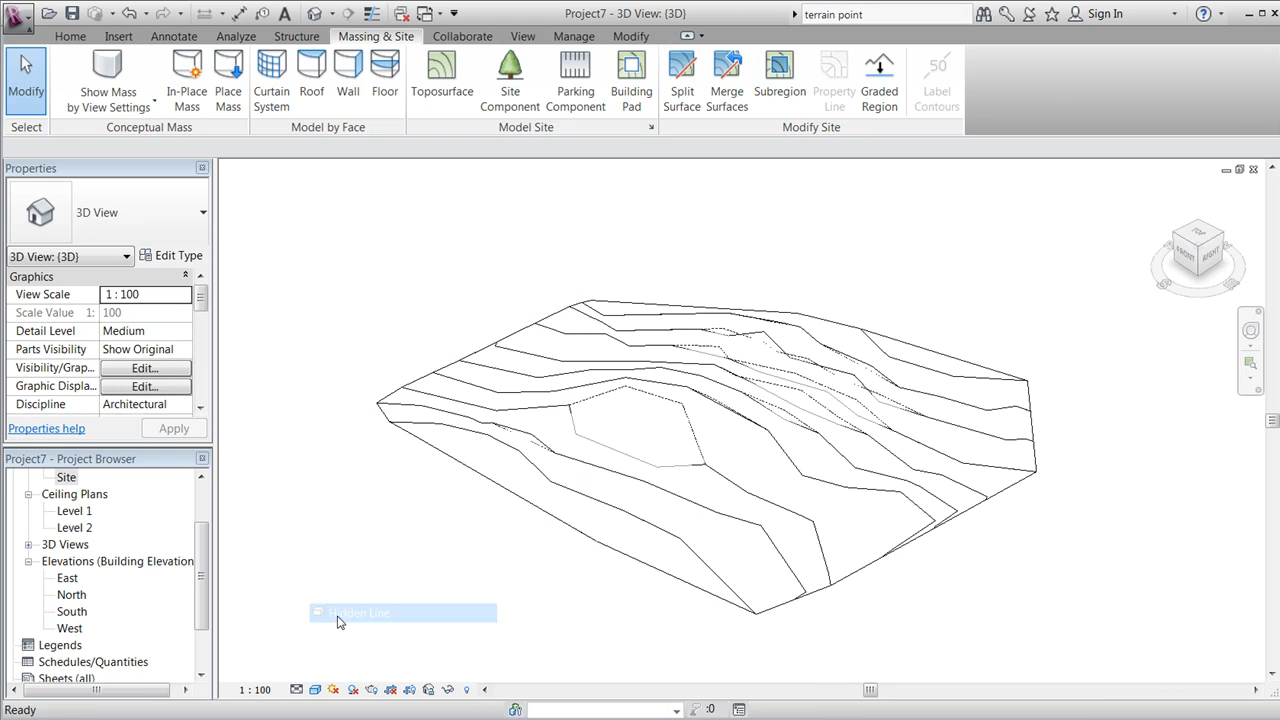 Project7 - 3D View: {3D}
terrain point
Sign In
Home
Insert
Annotate
Analyze
Structure
Massing & Site
Collaborate
View
Manage
Modify
Modify
Show Mass
by View Settings
In-Place
Mass
Place
Mass
Curtain
System
Roof
Wall
Floor
Toposurface
Site
Component
Parking
Component
Building
Pad
Split
Surface
Merge
Surfaces
Subregion
Property
Line
Graded
Region
50
Label
Contours
Select
Conceptual Mass
Model by Face
Model Site
Modify Site
Properties
3D View
3D View: {3D}
Edit Type
Graphics
View Scale
1 : 100
Scale Value 1:
100
Detail Level
Medium
Parts Visibility
Show Original
Visibility/Grap...
Edit...
Graphic Displa...
Edit...
Discipline
Architectural
Properties help
Apply
Project7 - Project Browser
Site
Ceiling Plans
Level 1
Level 2
3D Views
Elevations (Building Elevation
East
North
South
West
Legends
Schedules/Quantities
Sheets (all)
TOP
FRONT
RIGHT
Hidden Line
1 : 100
Ready
:0